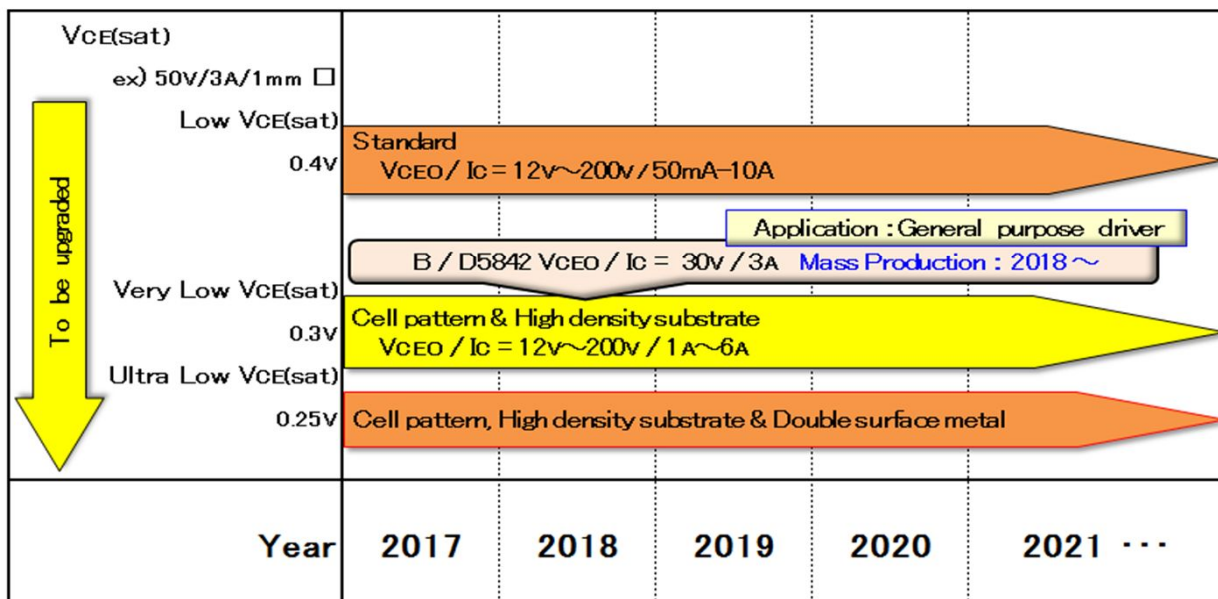 VCE(sat)
ex) 50V/3A/1mm □
To be upgraded
Low VCE(sat)
0.4V
Standard
VCEO / IC = 12v～200v / 50mA-10A
Application : General purpose driver
B / D5842 VCEO / IC = 30v / 3A Mass Production : 2018 ～
Very Low VCE(sat)
0.3V
Cell pattern & High density substrate
VCEO / IC = 12v～200v / 1A～6A
Ultra Low VCE(sat)
0.25V
Cell pattern, High density substrate & Double surface metal
Year 2017 2018 2019 2020 2021 ･･･